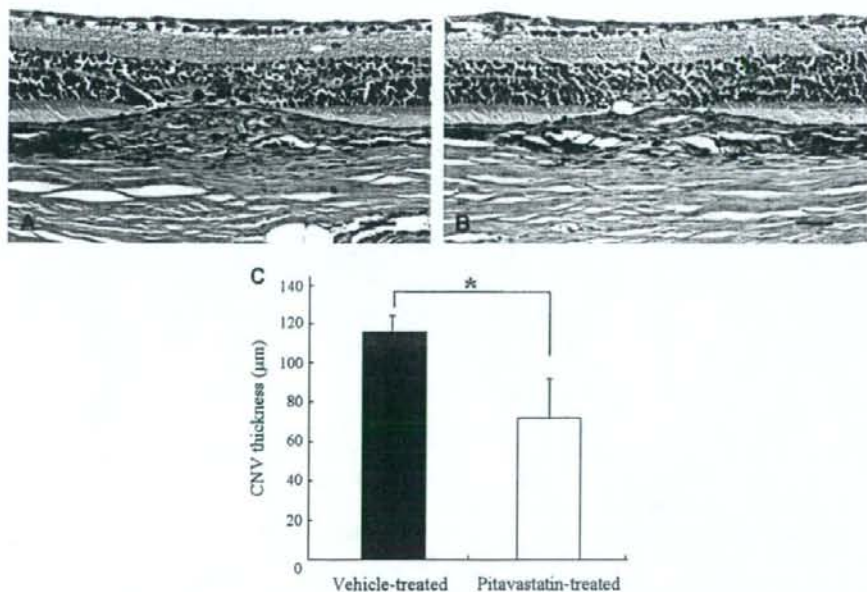 A
B
C
CNV thickness (μm)
140
120
100
80
60
40
20
0
*
Vehicle-treated
Pitavastatin-treated